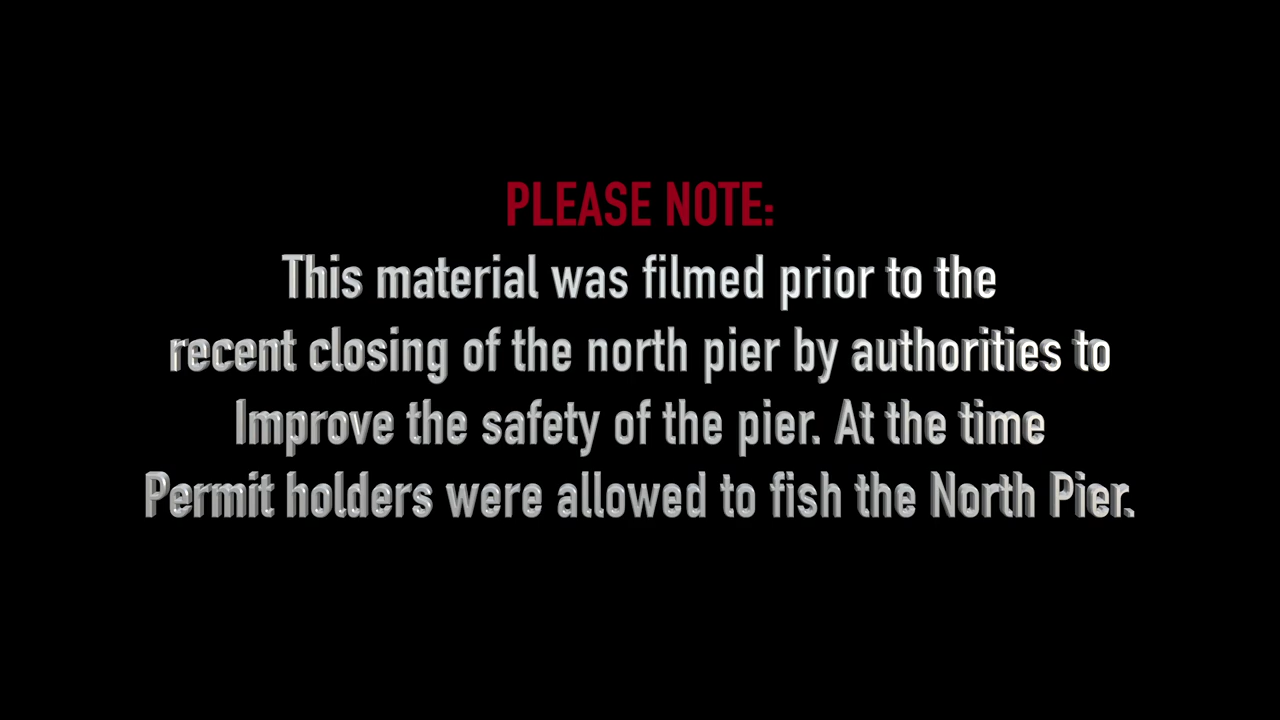 PLEASE NOTE:
This material was filmed prior to the
recent closing of the north pier by authorities to
Improve the safety of the pier. At the time
Permit holders were allowed to fish the North Pier.